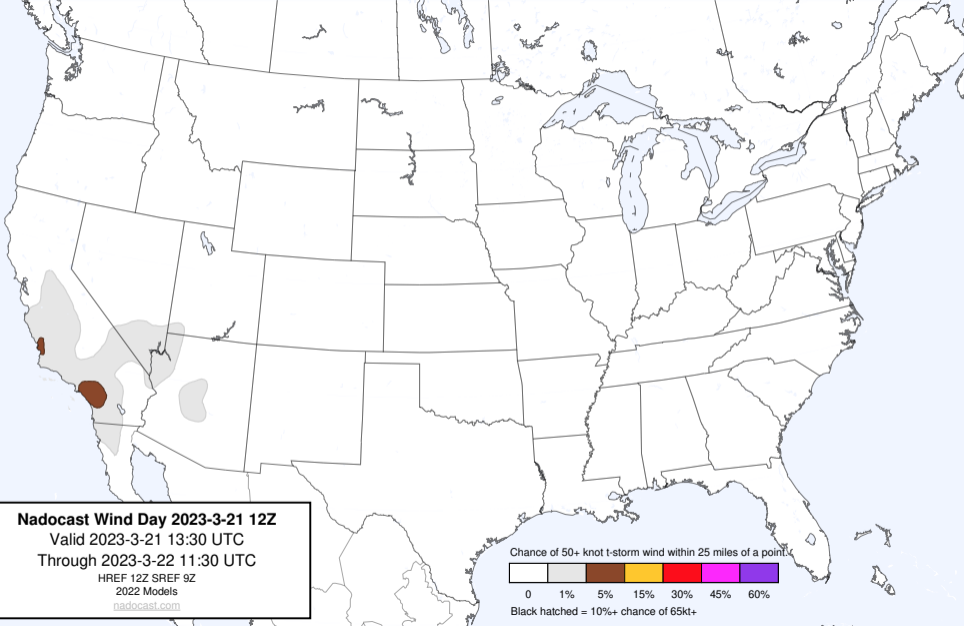 Nadocast Wind Day 2023-3-21 12Z
Valid 2023-3-21 13:30 UTC
Through 2023-3-22 11:30 UTC
HREF 12Z SREF 9Z
2022 Models
nadocast.com
Chance of 50+ knot t-storm wind within 25 miles of a point.
0 1% 5% 15% 30% 45% 60%
Black hatched = 10%+ chance of 65kt+